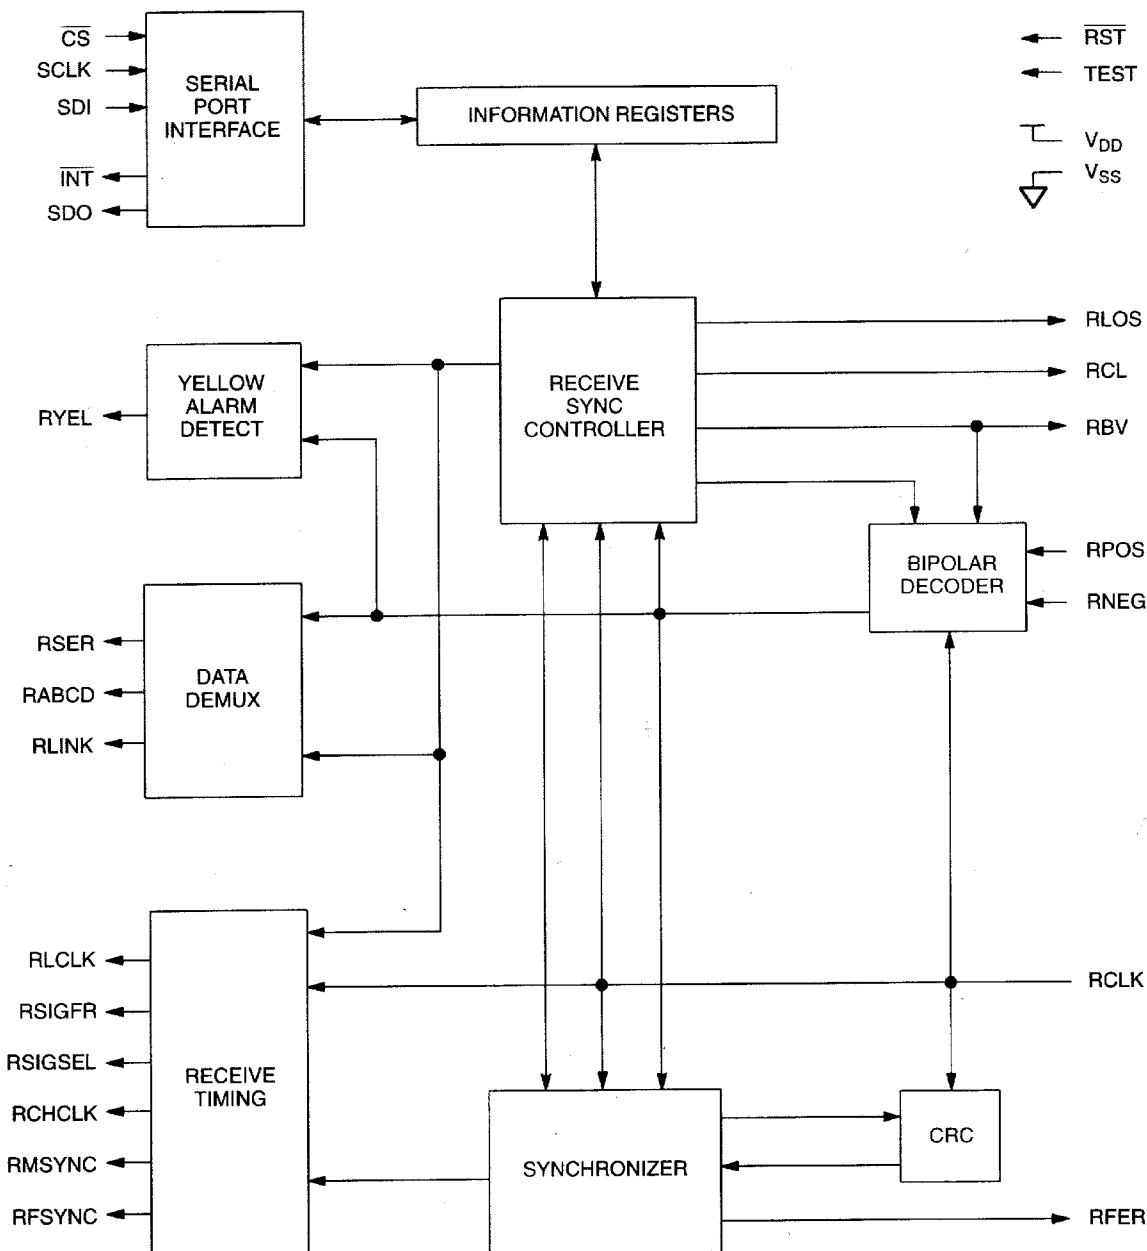 CS
SCLK
SDI
INT
SDO
SERIAL
PORT
INTERFACE
INFORMATION REGISTERS
RST
TEST
VDD
VSS
RYEL
YELLOW
ALARM
DETECT
RECEIVE
SYNC
CONTROLLER
RLOS
RCL
RBV
BIPOLAR
DECODER
RPOS
RNEG
RSER
RABCD
RLINK
DATA
DEMUX
RLCLK
RSIGFR
RSIGSEL
RCHCLK
RMSYNC
RFSYNC
RECEIVE
TIMING
SYNCHRONIZER
CRC
RCLK
RFER